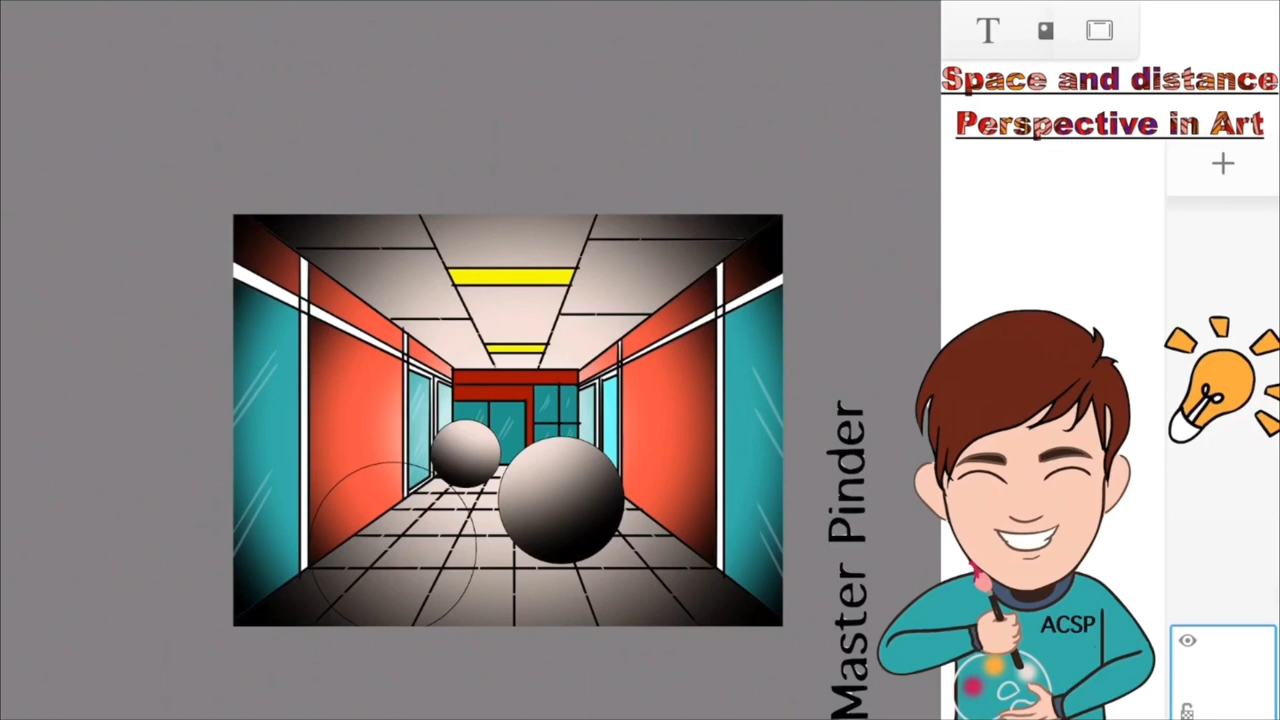 T
Space and distance
Perspective in Art
Master Pinder
ACSP